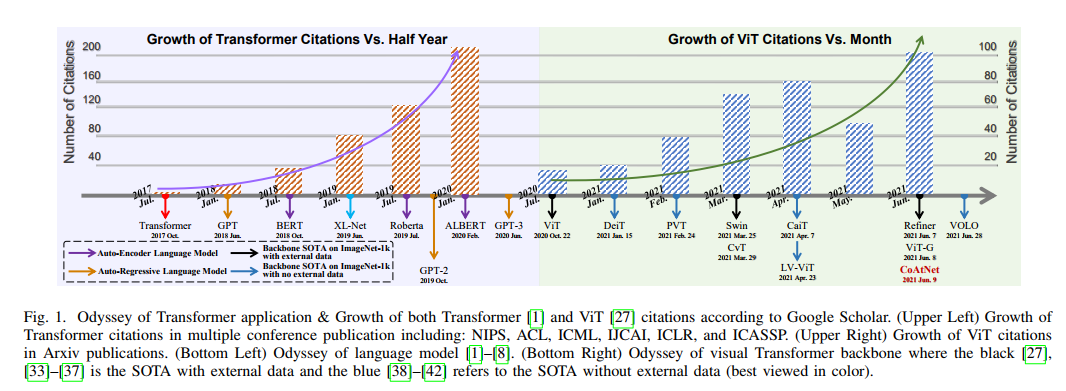 Growth of Transformer Citations Vs. Half Year
Growth of ViT Citations Vs. Month
Number of Citations
200
160
120
80
40
100
80
60
40
20
Number of Citations
2017 Jul.
2018 Jan.
2018 Jul.
2019 Jan.
2019 Jul.
2020 Jan.
2020 Jul.
2021 Jan.
2021 Feb.
2021 Mar.
2021 Apr.
2021 May.
2021 Jun.
Transformer
2017 Oct.
GPT
2018 Jun.
BERT
2018 Oct.
XL-Net
2019 Jun.
Roberta
2019 Jul.
GPT-2
2019 Oct.
ALBERT
2020 Feb.
GPT-3
2020 Jun.
ViT
2020 Oct. 22
DeiT
2021 Jan. 15
PVT
2021 Feb. 24
Swin
2021 Mar. 25
CvT
2021 Mar. 29
CaiT
2021 Apr. 7
LV-ViT
2021 Apr. 23
Refiner
2021 Jun. 7
ViT-G
2021 Jun. 8
CoAtNet
2021 Jun. 9
VOLO
2021 Jun. 28
Auto-Encoder Language Model
Auto-Regressive Language Model
Backbone SOTA on ImageNet-1k
with external data
Backbone SOTA on ImageNet-1k
with no external data
Fig. 1. Odyssey of Transformer application & Growth of both Transformer [1] and ViT [27] citations according to Google Scholar. (Upper Left) Growth of
Transformer citations in multiple conference publication including: NIPS, ACL, ICML, IJCAI, ICLR, and ICASSP. (Upper Right) Growth of ViT citations
in Arxiv publications. (Bottom Left) Odyssey of language model [1]–[8]. (Bottom Right) Odyssey of visual Transformer backbone where the black [27],
[33]–[37] is the SOTA with external data and the blue [38]–[42] refers to the SOTA without external data (best viewed in color).